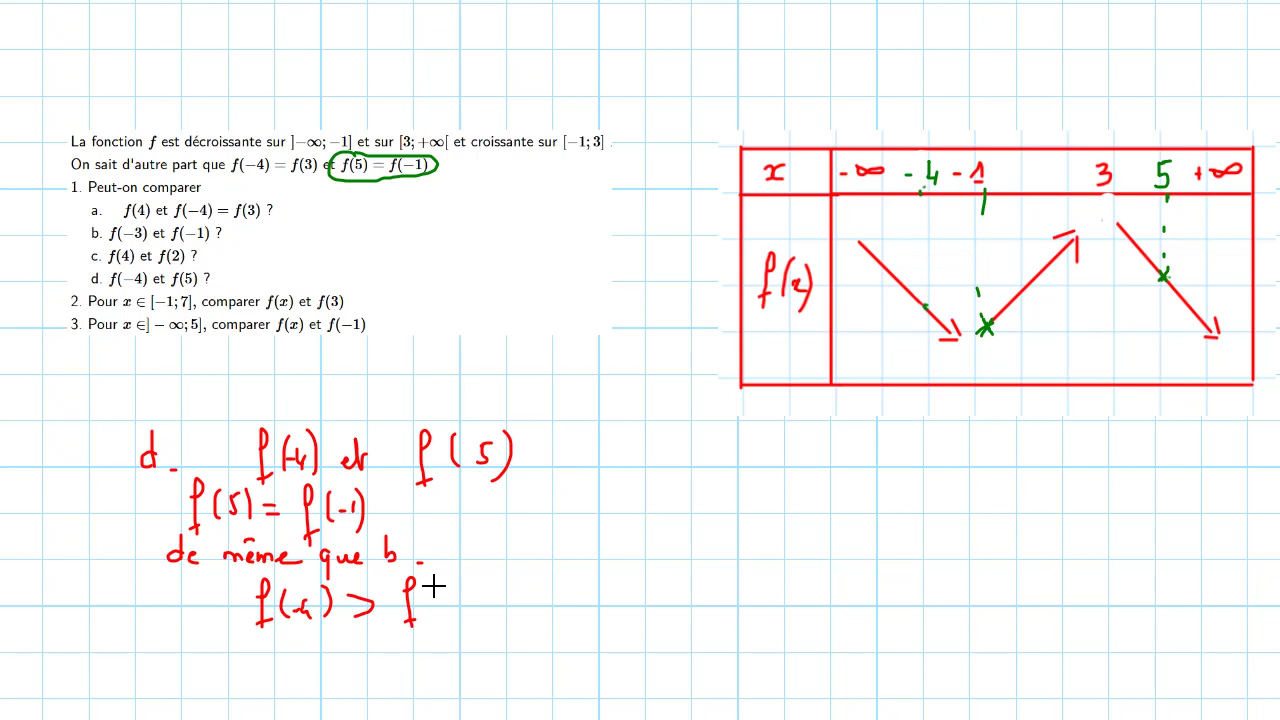 La fonction f est décroissante sur ]−∞; −1] et sur [3; +∞[ et croissante sur [−1; 3] .
On sait d'autre part que f(−4) = f(3) et f(5) = f(−1)
1. Peut-on comparer
a. f(4) et f(−4) = f(3) ?
b. f(−3) et f(−1) ?
c. f(4) et f(2) ?
d. f(−4) et f(5) ?
2. Pour x ∈ [−1; 7], comparer f(x) et f(3)
3. Pour x ∈] − ∞; 5], comparer f(x) et f(−1)
x -∞ -4 -1 3 5 +∞
f(x)
d. f(-4) et f(5)
f(5) = f(-1)
de même que b.
f(-4) > f